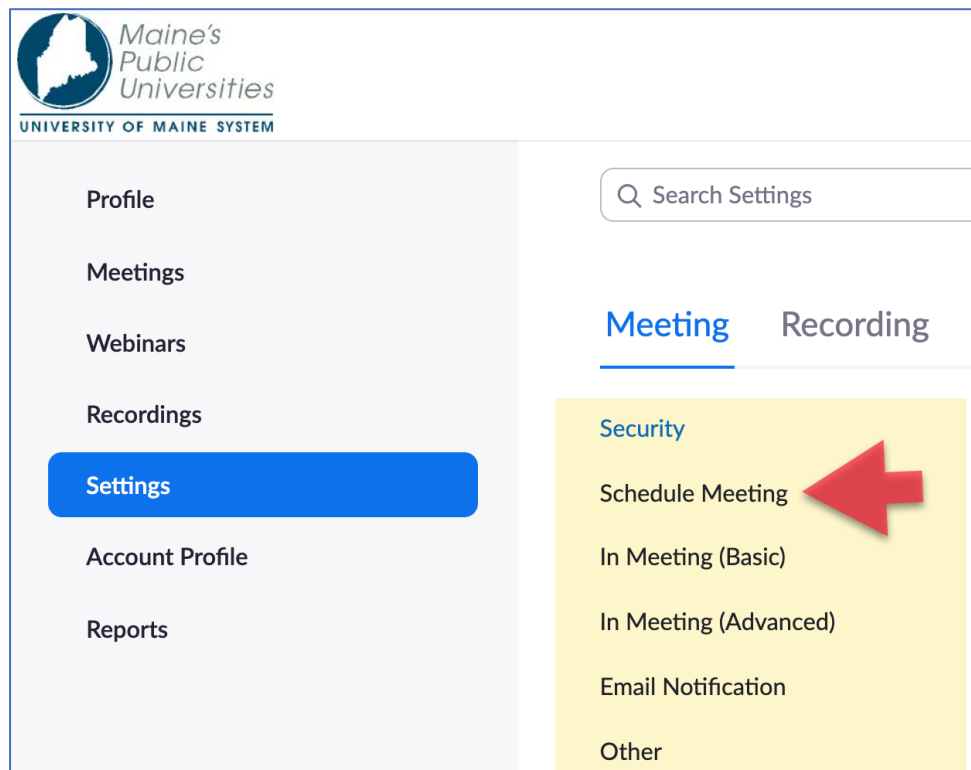 Maine's
Public
Universities
UNIVERSITY OF MAINE SYSTEM
Profile
Meetings
Webinars
Recordings
Settings
Account Profile
Reports
Search Settings
Meeting
Recording
Security
Schedule Meeting
In Meeting (Basic)
In Meeting (Advanced)
Email Notification
Other